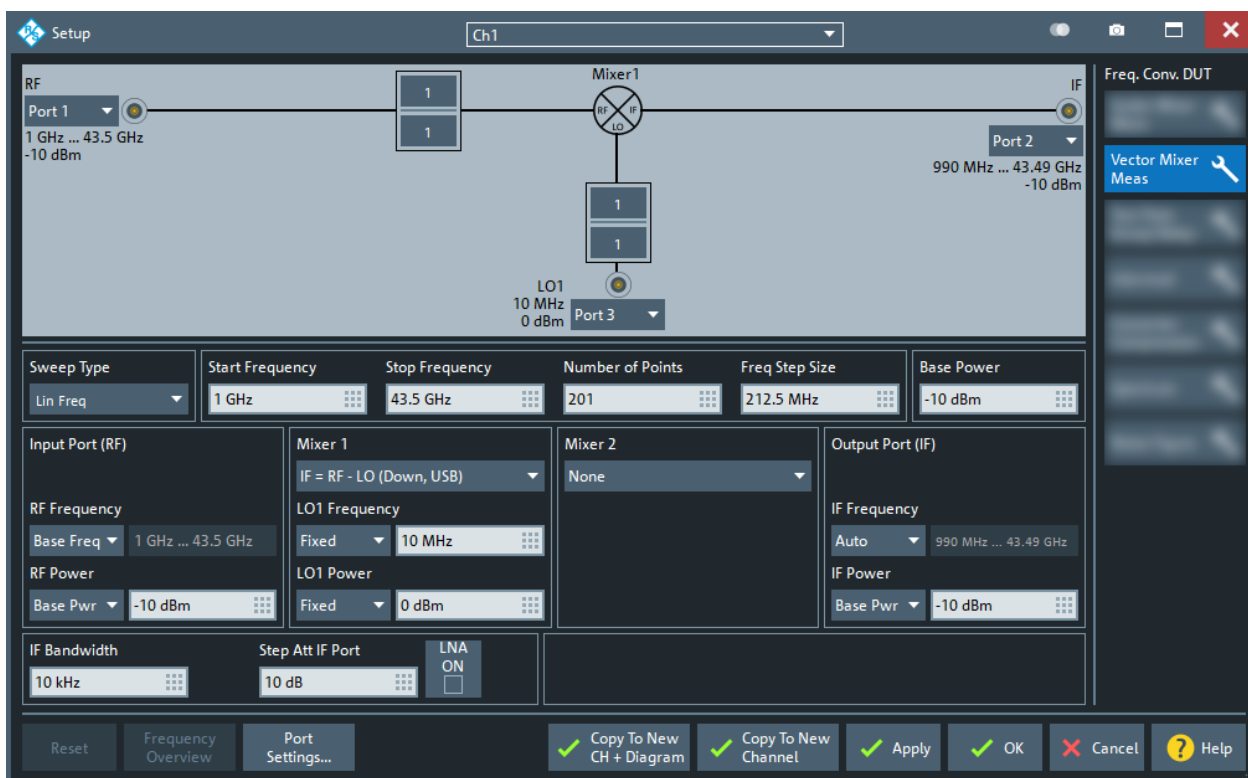 Setup
Ch1
RF
Port 1
1 GHz ... 43.5 GHz
-10 dBm
1
1
Mixer1
RF IF
LO
1
1
LO1
10 MHz
0 dBm
Port 3
IF
Port 2
990 MHz ... 43.49 GHz
-10 dBm
Freq. Conv. DUT
Vector Mixer
Meas
Sweep Type
Lin Freq
Start Frequency
1 GHz
Stop Frequency
43.5 GHz
Number of Points
201
Freq Step Size
212.5 MHz
Base Power
-10 dBm
Input Port (RF)
RF Frequency
Base Freq 1 GHz ... 43.5 GHz
RF Power
Base Pwr -10 dBm
Mixer 1
IF = RF - LO (Down, USB)
LO1 Frequency
Fixed 10 MHz
LO1 Power
Fixed 0 dBm
Mixer 2
None
Output Port (IF)
IF Frequency
Auto 990 MHz ... 43.49 GHz
IF Power
Base Pwr -10 dBm
IF Bandwidth
10 kHz
Step Att IF Port
10 dB
LNA
ON
Reset
Frequency
Overview
Port
Settings...
Copy To New
CH + Diagram
Copy To New
Channel
Apply
OK
Cancel
? Help